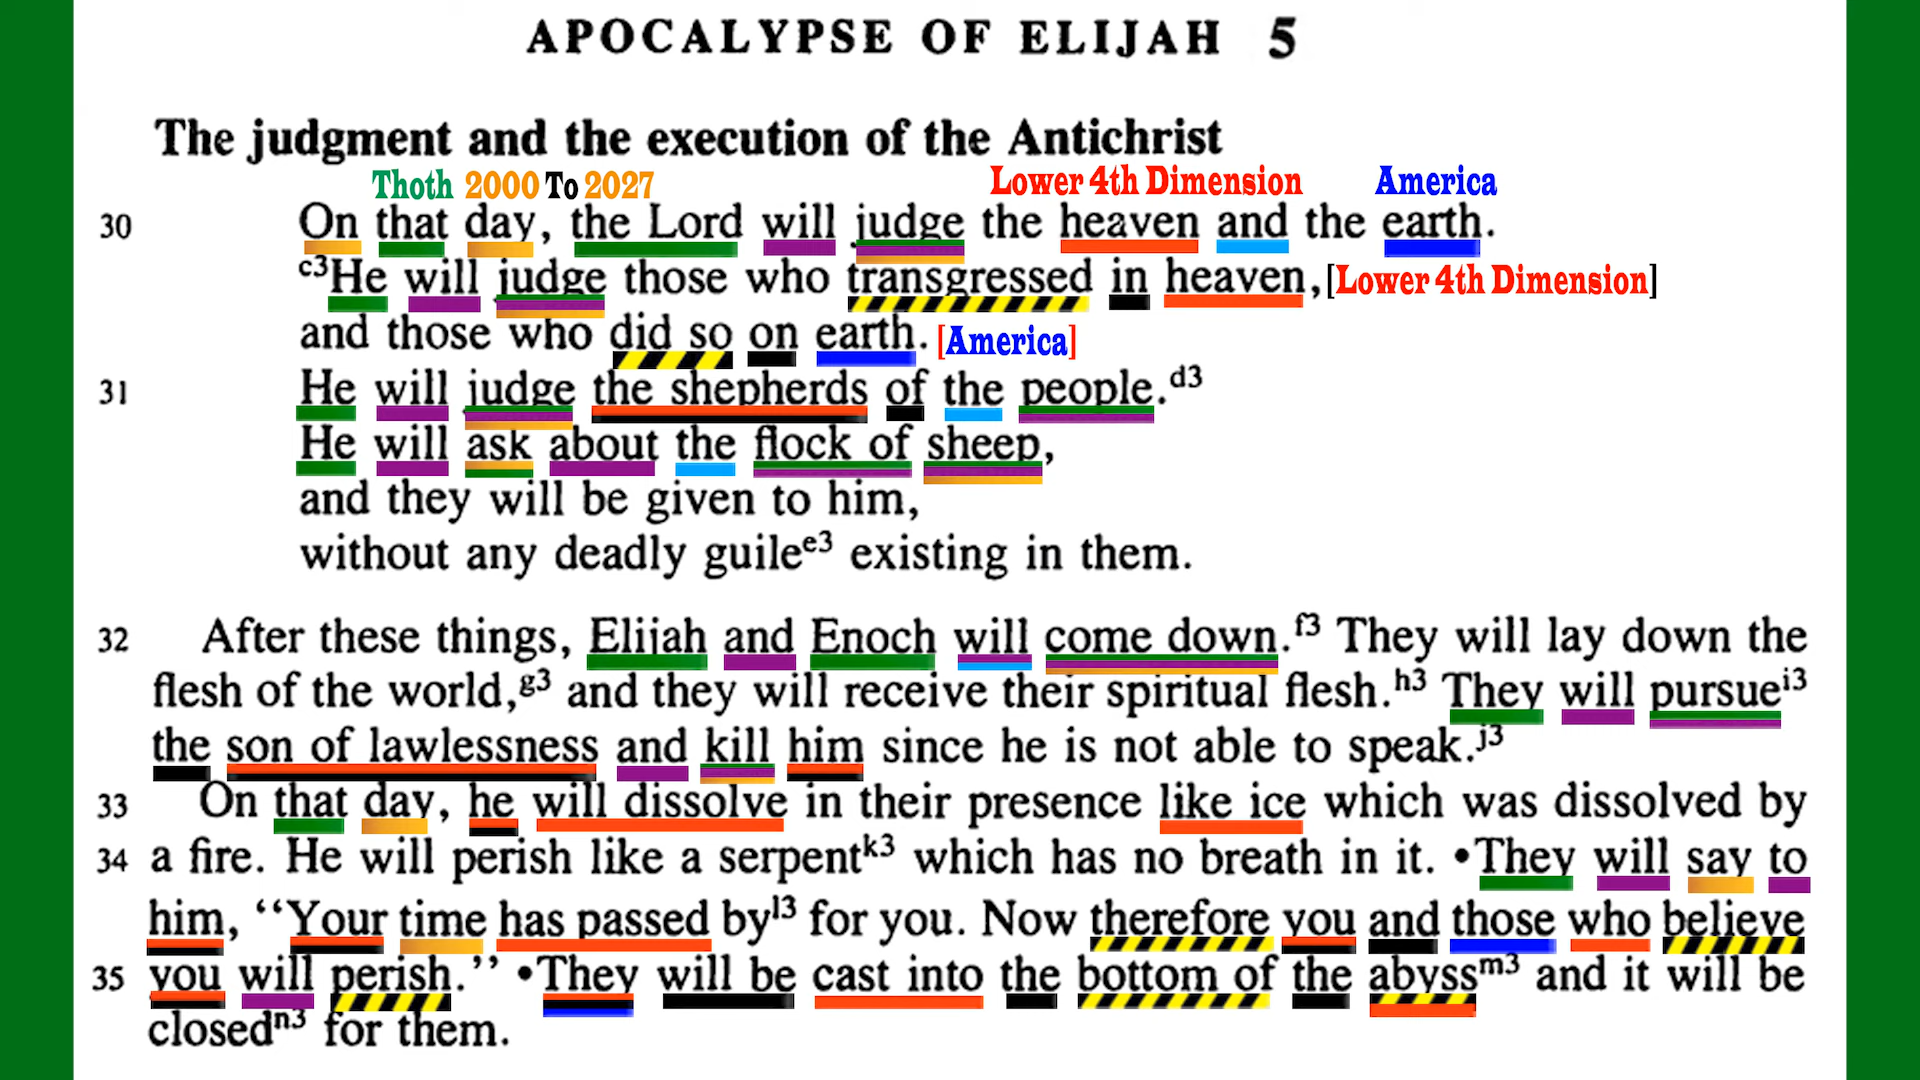 APOCALYPSE OF ELIJAH 5
The judgment and the execution of the Antichrist
Thoth 2000 To 2027 Lower 4th Dimension America
30 On that day, the Lord will judge the heaven and the earth.
c3He will judge those who transgressed in heaven, [Lower 4th Dimension]
and those who did so on earth. [America]
31 He will judge the shepherds of the people.d3
He will ask about the flock of sheep,
and they will be given to him,
without any deadly guilee3 existing in them.
32 After these things, Elijah and Enoch will come down.f3 They will lay down the
flesh of the world,g3 and they will receive their spiritual flesh.h3 They will pursuei3
the son of lawlessness and kill him since he is not able to speak.j3
33 On that day, he will dissolve in their presence like ice which was dissolved by
34 a fire. He will perish like a serpentk3 which has no breath in it. •They will say to
him, “Your time has passed byl3 for you. Now therefore you and those who believe
35 you will perish.” •They will be cast into the bottom of the abyssm3 and it will be
closedn3 for them.